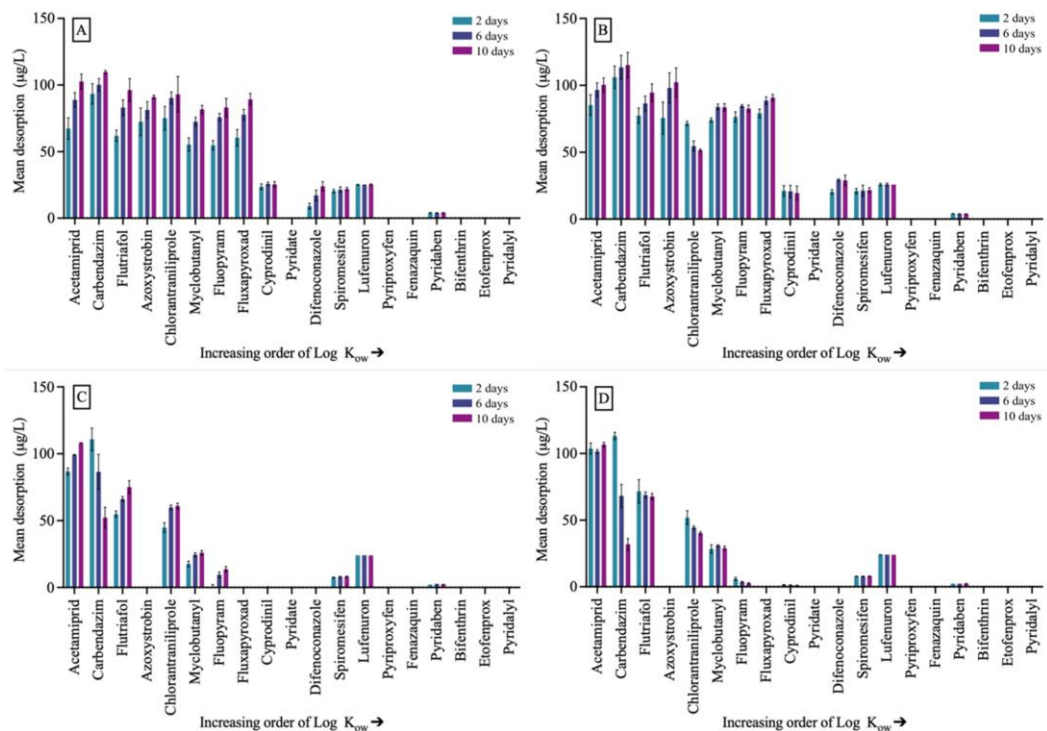 A
150
100
50
0
Mean desorption (µg/L)
2 days
6 days
10 days
Acetamiprid
Carbendazim
Flutriafol
Azoxystrobin
Chlorantraniliprole
Myclobutanyl
Fluopyram
Fluxapyroxad
Cyprodinil
Pyridate
Difenoconazole
Spiromesifen
Lufenuron
Pyriproxyfen
Fenazaquin
Pyridaben
Bifenthrin
Etofenprox
Pyridalyl
Increasing order of Log Kow ➔
B
150
100
50
0
Mean desorption (µg/L)
2 days
6 days
10 days
Acetamiprid
Carbendazim
Flutriafol
Azoxystrobin
Chlorantraniliprole
Myclobutanyl
Fluopyram
Fluxapyroxad
Cyprodinil
Pyridate
Difenoconazole
Spiromesifen
Lufenuron
Pyriproxyfen
Fenazaquin
Pyridaben
Bifenthrin
Etofenprox
Pyridalyl
Increasing order of Log Kow ➔
C
150
100
50
0
Mean desorption (µg/L)
2 days
6 days
10 days
Acetamiprid
Carbendazim
Flutriafol
Azoxystrobin
Chlorantraniliprole
Myclobutanyl
Fluopyram
Fluxapyroxad
Cyprodinil
Pyridate
Difenoconazole
Spiromesifen
Lufenuron
Pyriproxyfen
Fenazaquin
Pyridaben
Bifenthrin
Etofenprox
Pyridalyl
Increasing order of Log Kow ➔
D
150
100
50
0
Mean desorption (µg/L)
2 days
6 days
10 days
Acetamiprid
Carbendazim
Flutriafol
Azoxystrobin
Chlorantraniliprole
Myclobutanyl
Fluopyram
Fluxapyroxad
Cyprodinil
Pyridate
Difenoconazole
Spiromesifen
Lufenuron
Pyriproxyfen
Fenazaquin
Pyridaben
Bifenthrin
Etofenprox
Pyridalyl
Increasing order of Log Kow ➔